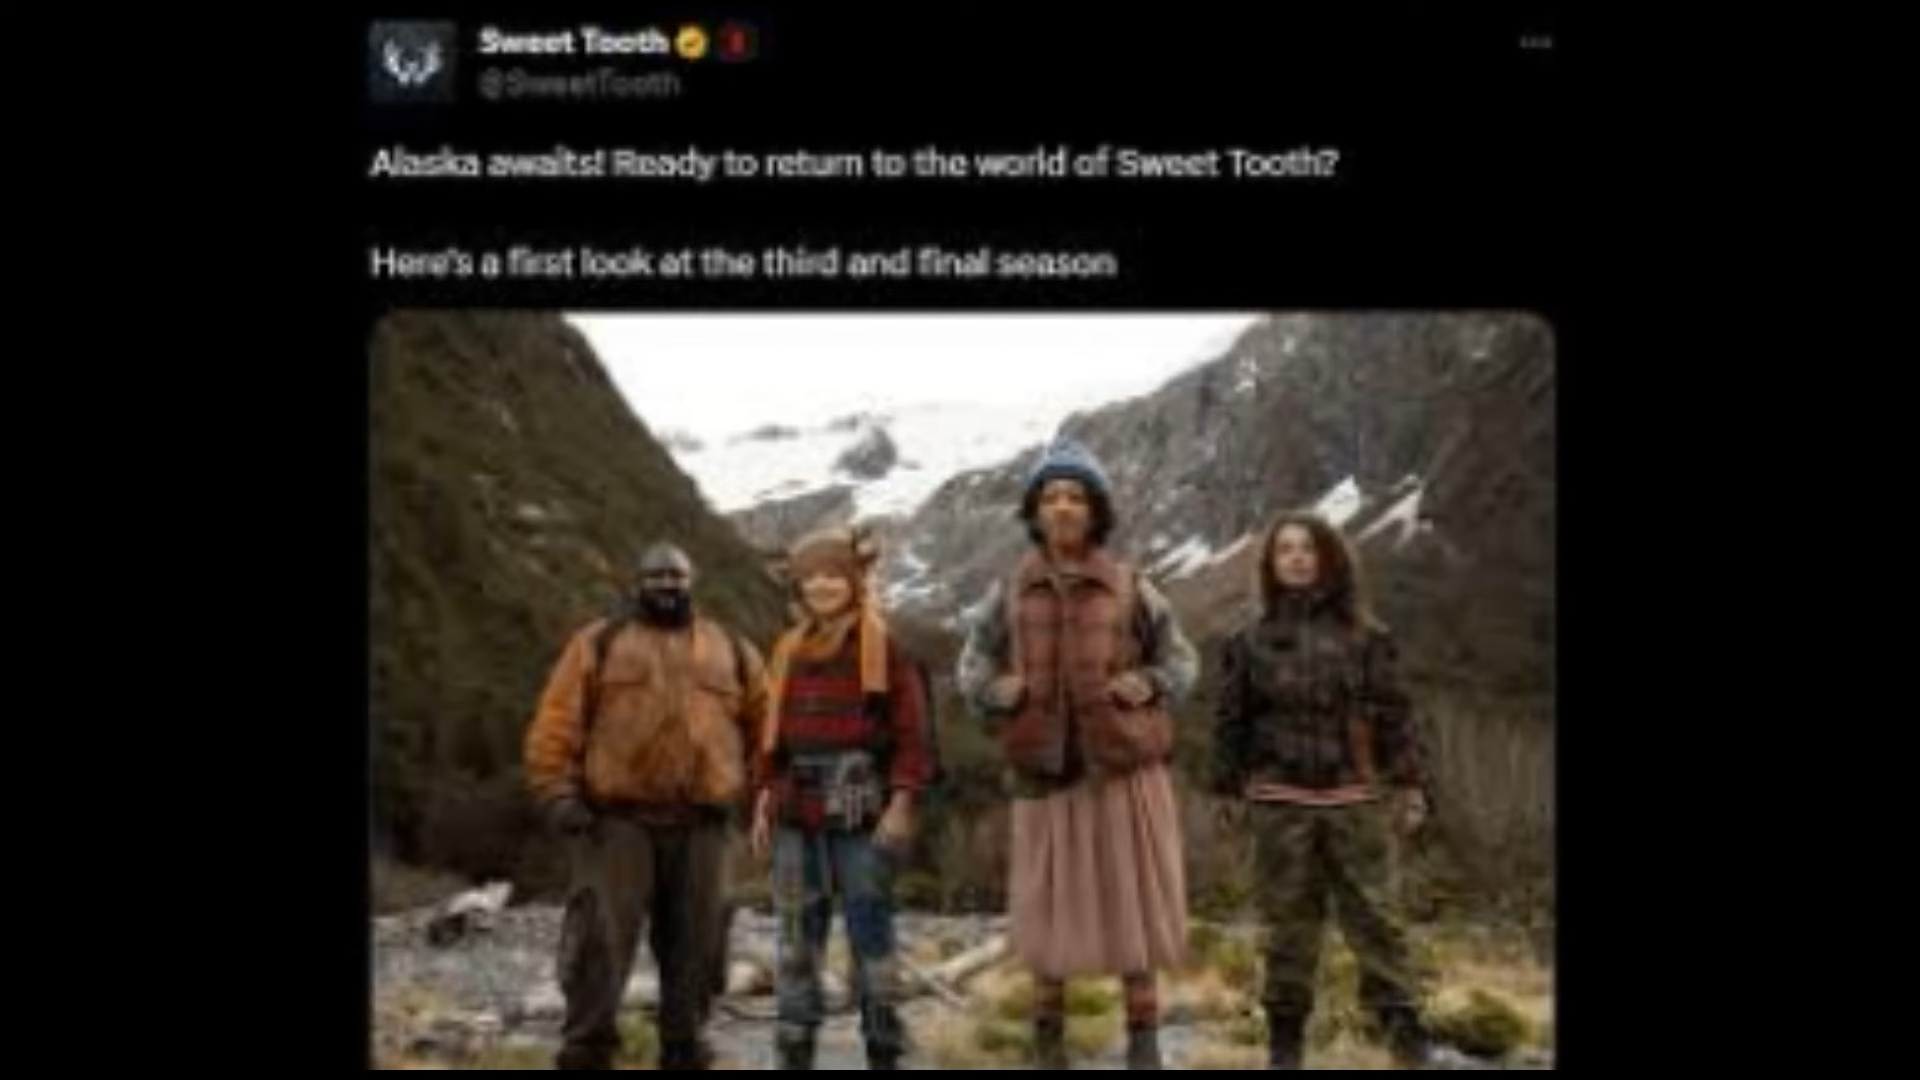 Sweet Tooth
@SweetTooth
Alaska awaits! Ready to return to the world of Sweet Tooth?
Here's a first look at the third and final season